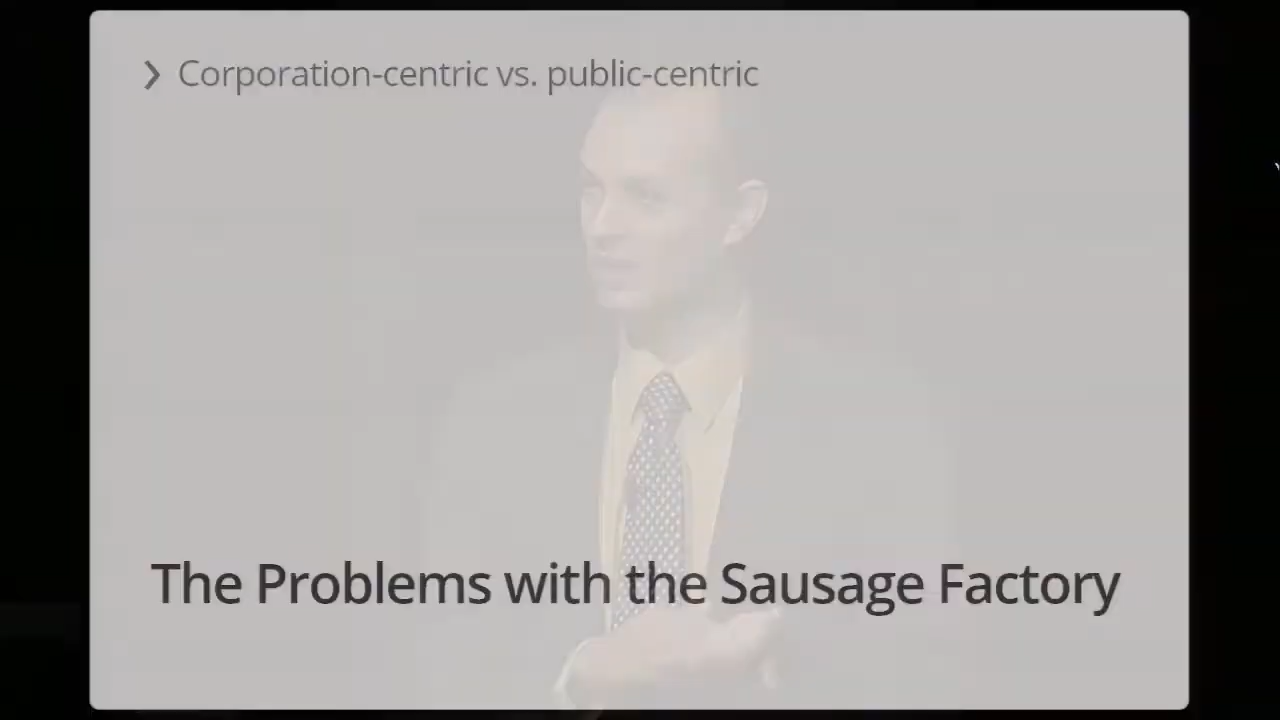 Corporation-centric vs. public-centric
The Problems with the Sausage Factory